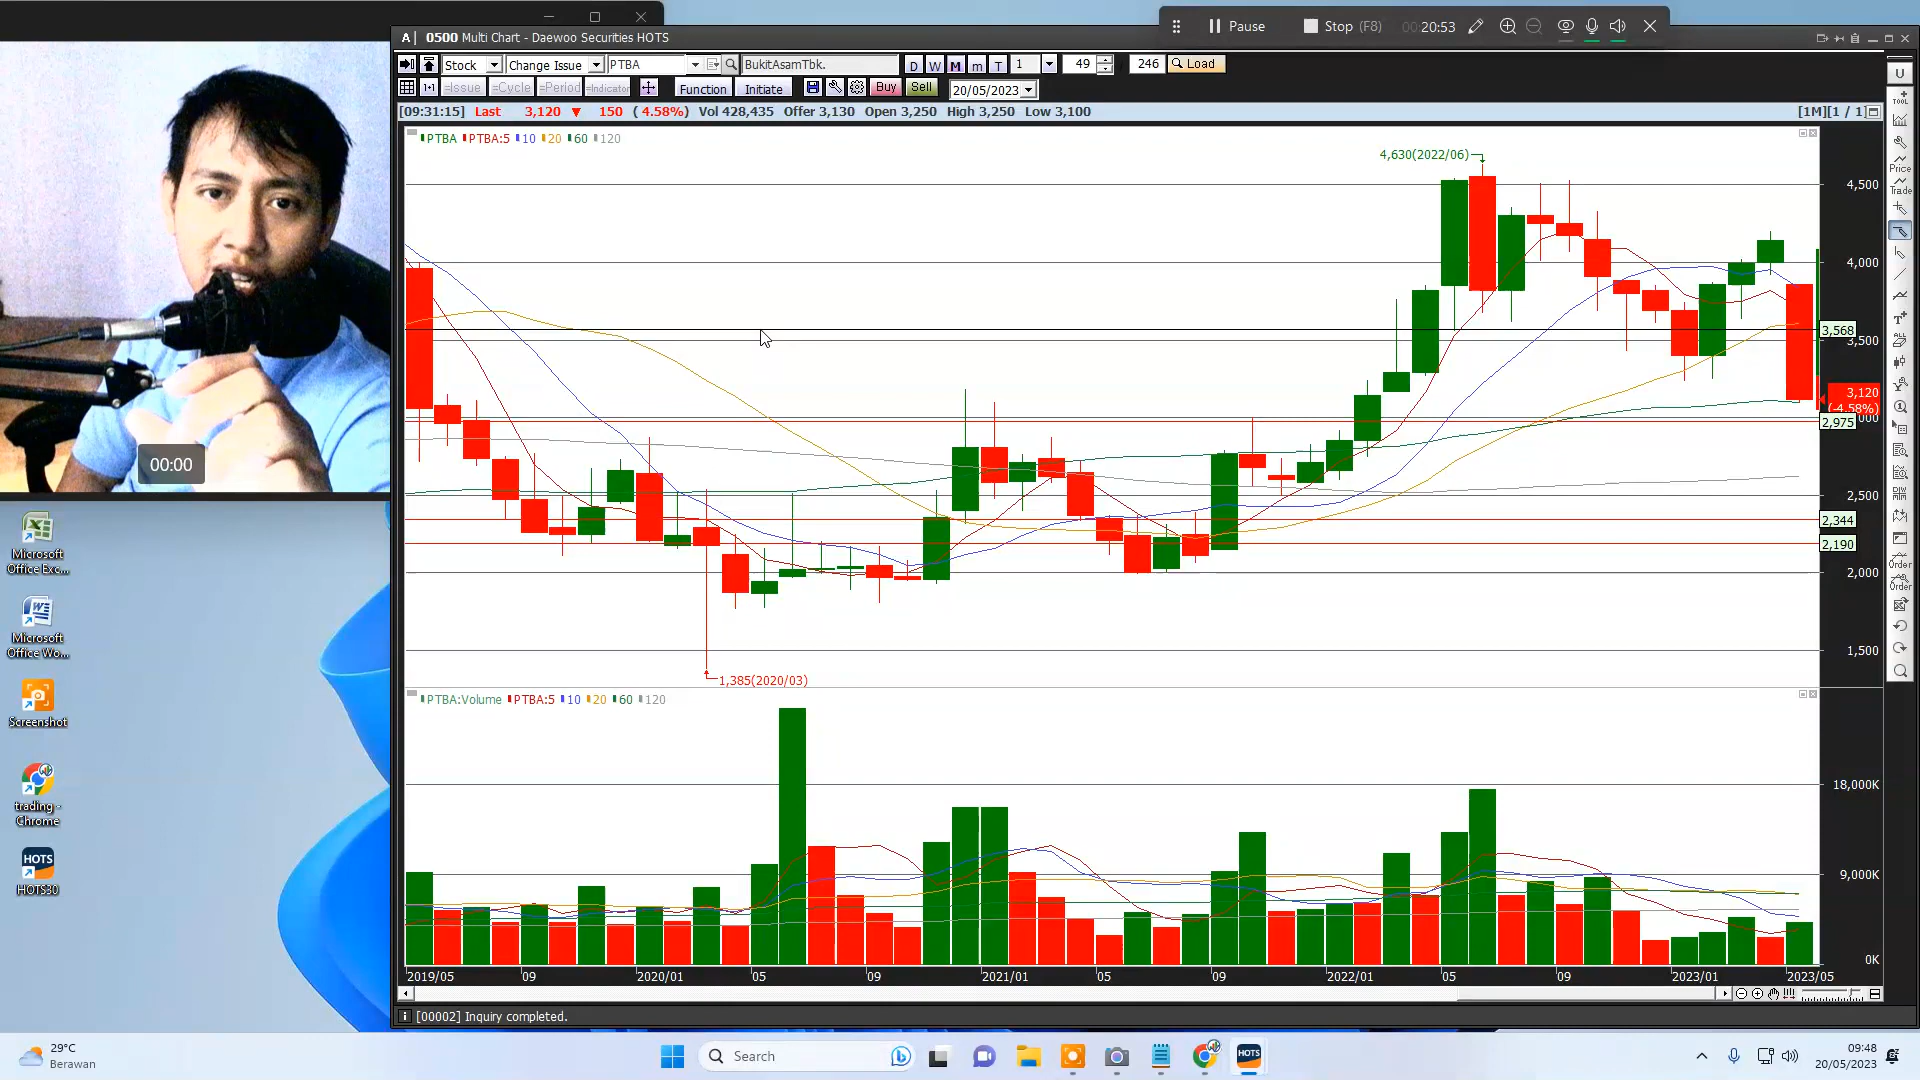 Pause
Stop (F8)
00:20:53
0500 Multi Chart - Daewoo Securities HOTS
Stock
Change Issue
PTBA
BukitAsamTbk.
D W M m T
1
49
246
Load
=Issue
=Cycle
=Period
=Indicator
Function
Initiate
Buy
Sell
20/05/2023
[09:31:15] Last 3,120 ▼ 150 ( 4.58%) Vol 428,435 Offer 3,130 Open 3,250 High 3,250 Low 3,100
[1M][1 / 1]
PTBA PTBA:5 10 20 60 120
4,630(2022/06)
4,500
4,000
3,568
3,500
3,120
(-4.58%)
2,975
2,500
2,344
2,190
2,000
1,500
1,385(2020/03)
PTBA:Volume PTBA:5 10 20 60 120
18,000K
9,000K
0K
2019/05 09 2020/01 05 09 2021/01 05 09 2022/01 05 09 2023/01 2023/05
[00002] Inquiry completed.
U
TOOL
Price
Trade
ALL
Order
Order
00:00
Microsoft
Office Exc...
Microsoft
Office Wo...
Screenshot
trading -
Chrome
HOTS
HOTS30
29°C
Berawan
Search
HOTS
09:48
20/05/2023